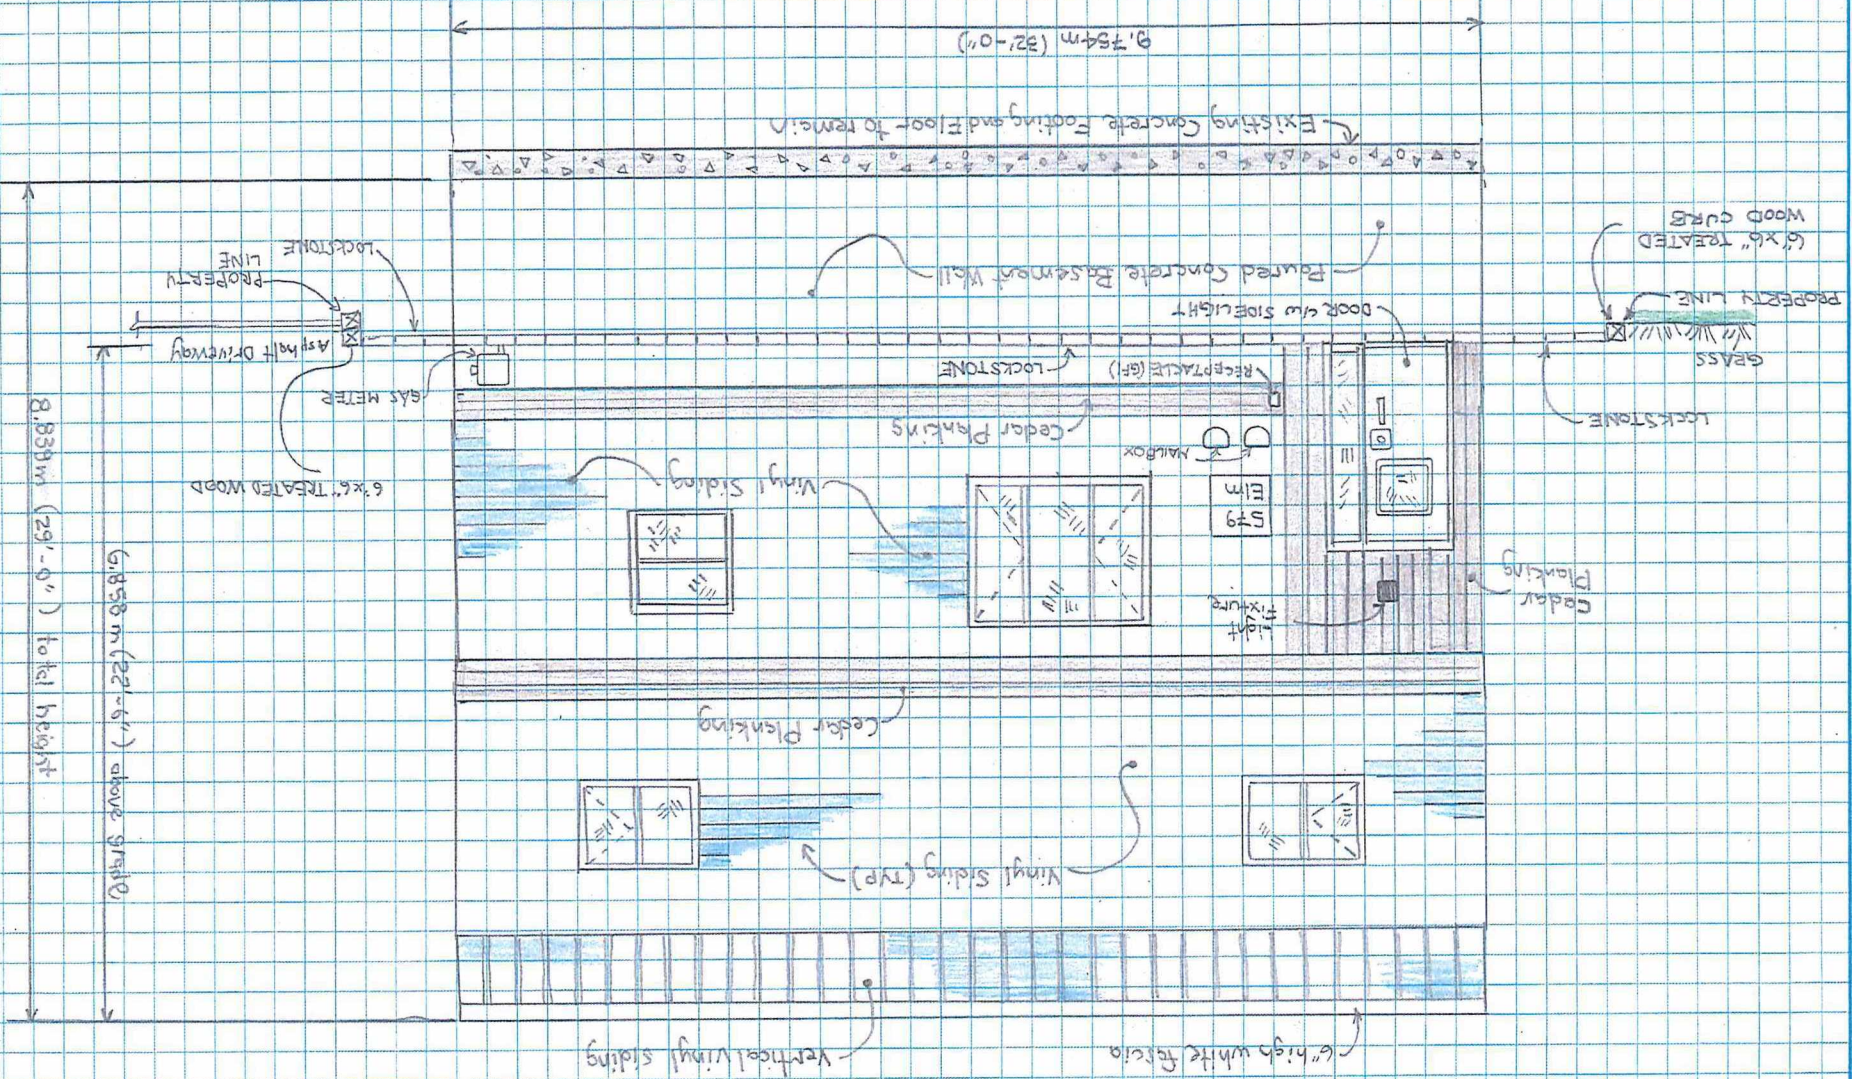 6" high white fascia
Vertical vinyl siding
Vinyl Siding (TYP)
Cedar Planking
Cedar
Planking
Light
Fixture
579
Elm
MAILBOX
Vinyl Siding
Cedar Planking
6"x6" TREATED WOOD
GAS METER
LOCKSTONE
GRASS
RECEPTACLE (GFI)
LOCKSTONE
Asphalt Driveway
PROPERTY LINE
6"x6" TREATED
WOOD CURB
DOOR c/w SIDELIGHT
Poured Concrete Basement Wall
PROPERTY
LINE
LOCKSTONE
Existing Concrete Footing and Floor to remain
9.754m (32'-0")
6.858m (22'-6") above grade
8.839m (29'-0") total height